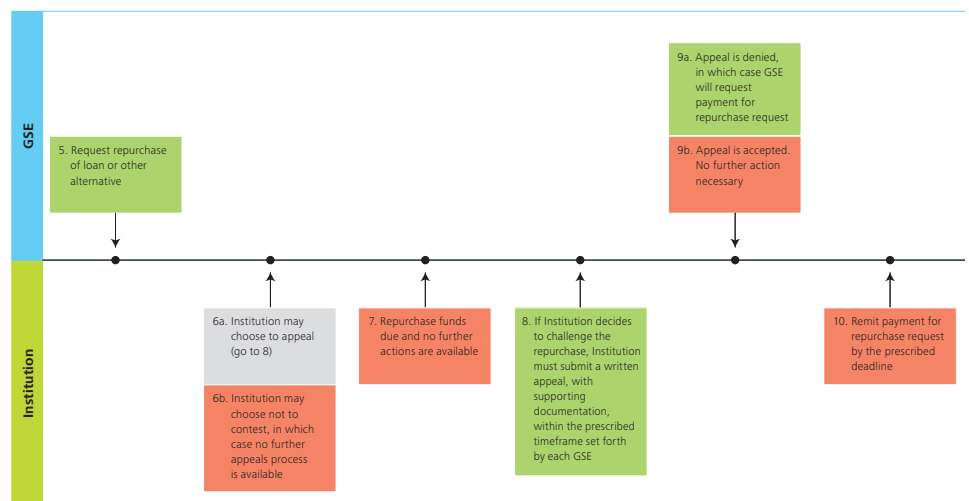 GSE
5. Request repurchase
of loan or other
alternative
9a. Appeal is denied,
in which case GSE
will request
payment for
repurchase request
9b. Appeal is accepted.
No further action
necessary
Institution
6a. Institution may
choose to appeal
(go to 8)
6b. Institution may
choose not to
contest, in which
case no further
appeals process
is available
7. Repurchase funds
due and no further
actions are available
8. If Institution decides
to challenge the
repurchase, Institution
must submit a written
appeal, with
supporting
documentation,
within the prescribed
timeframe set forth
by each GSE
10. Remit payment for
repurchase request
by the prescribed
deadline